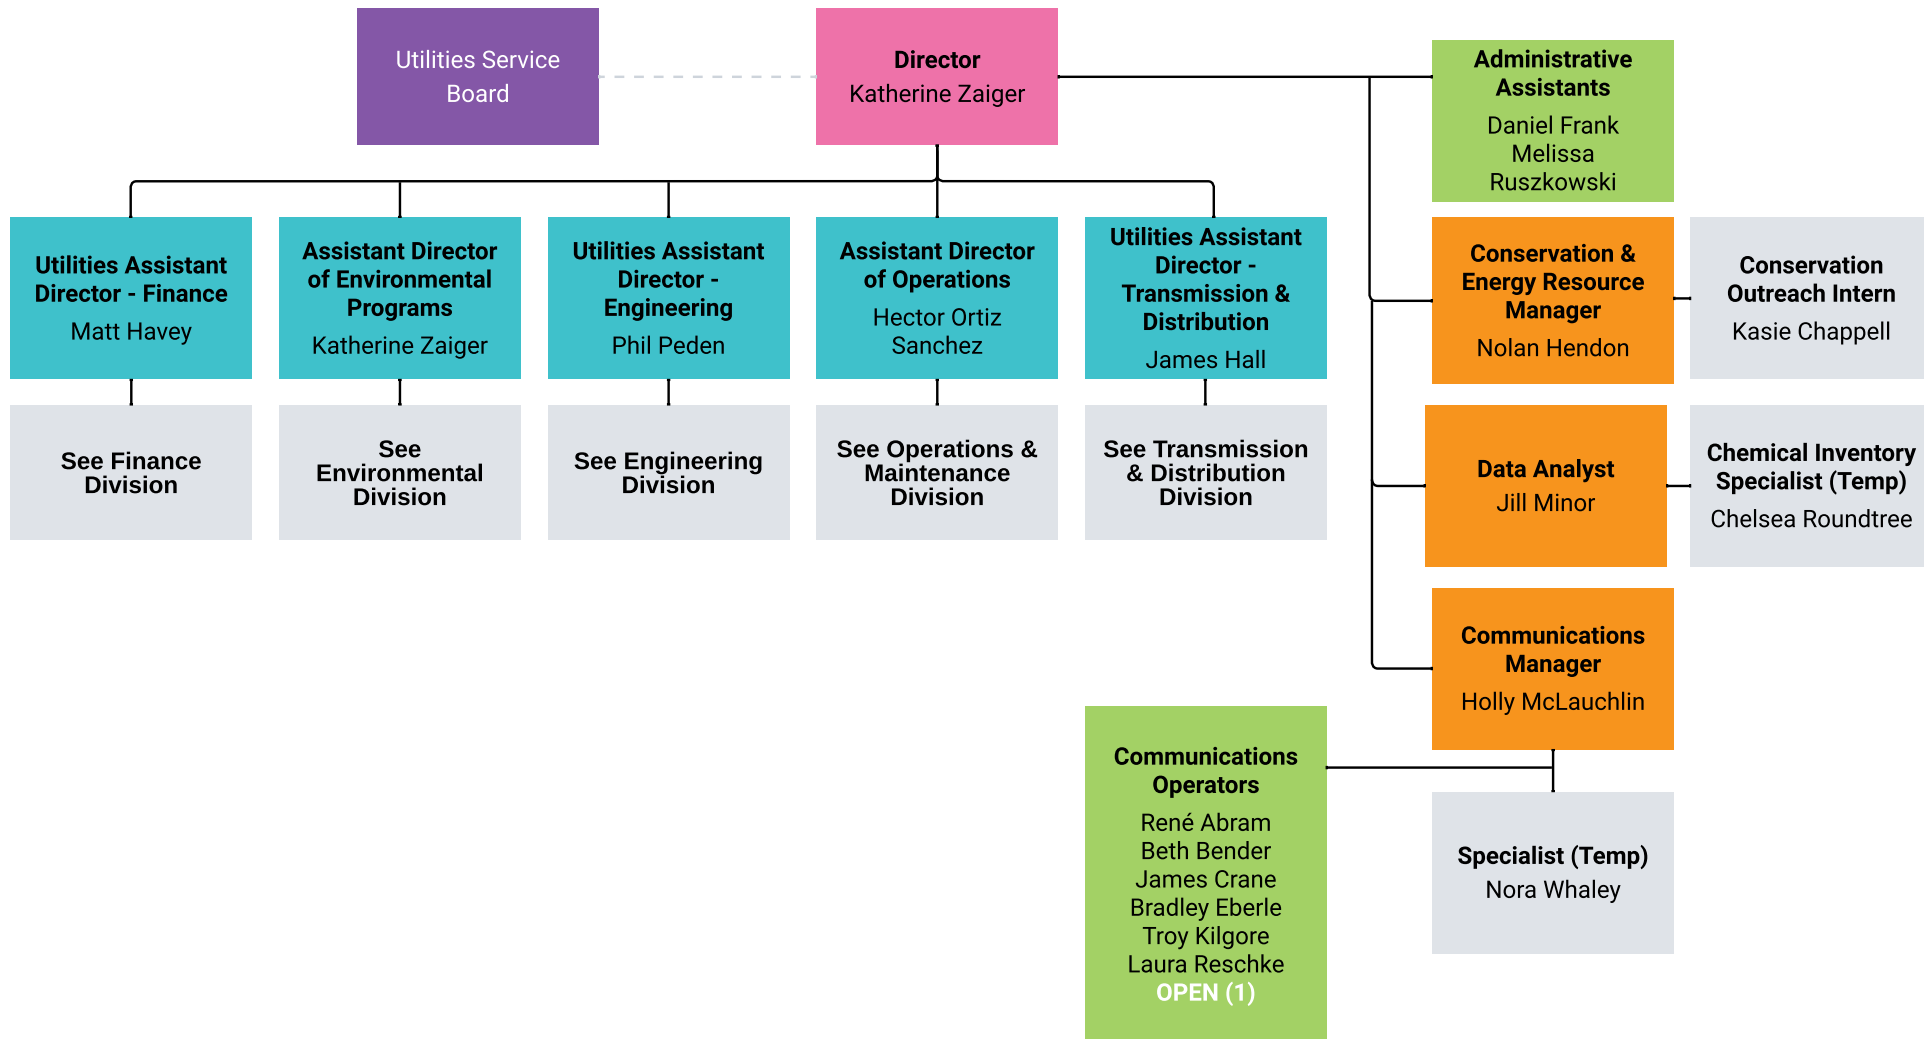 Utilities Service
Board
Director
Katherine Zaiger
Administrative
Assistants
Daniel Frank
Melissa
Ruszkowski
Utilities Assistant
Director - Finance
Matt Havey
Assistant Director
of Environmental
Programs
Katherine Zaiger
Utilities Assistant
Director -
Engineering
Phil Peden
Assistant Director
of Operations
Hector Ortiz
Sanchez
Utilities Assistant
Director -
Transmission &
Distribution
James Hall
Conservation &
Energy Resource
Manager
Nolan Hendon
Conservation
Outreach Intern
Kasie Chappell
See Finance
Division
See
Environmental
Division
See Engineering
Division
See Operations &
Maintenance
Division
See Transmission
& Distribution
Division
Data Analyst
Jill Minor
Chemical Inventory
Specialist (Temp)
Chelsea Roundtree
Communications
Manager
Holly McLauchlin
Communications
Operators
René Abram
Beth Bender
James Crane
Bradley Eberle
Troy Kilgore
Laura Reschke
OPEN (1)
Specialist (Temp)
Nora Whaley